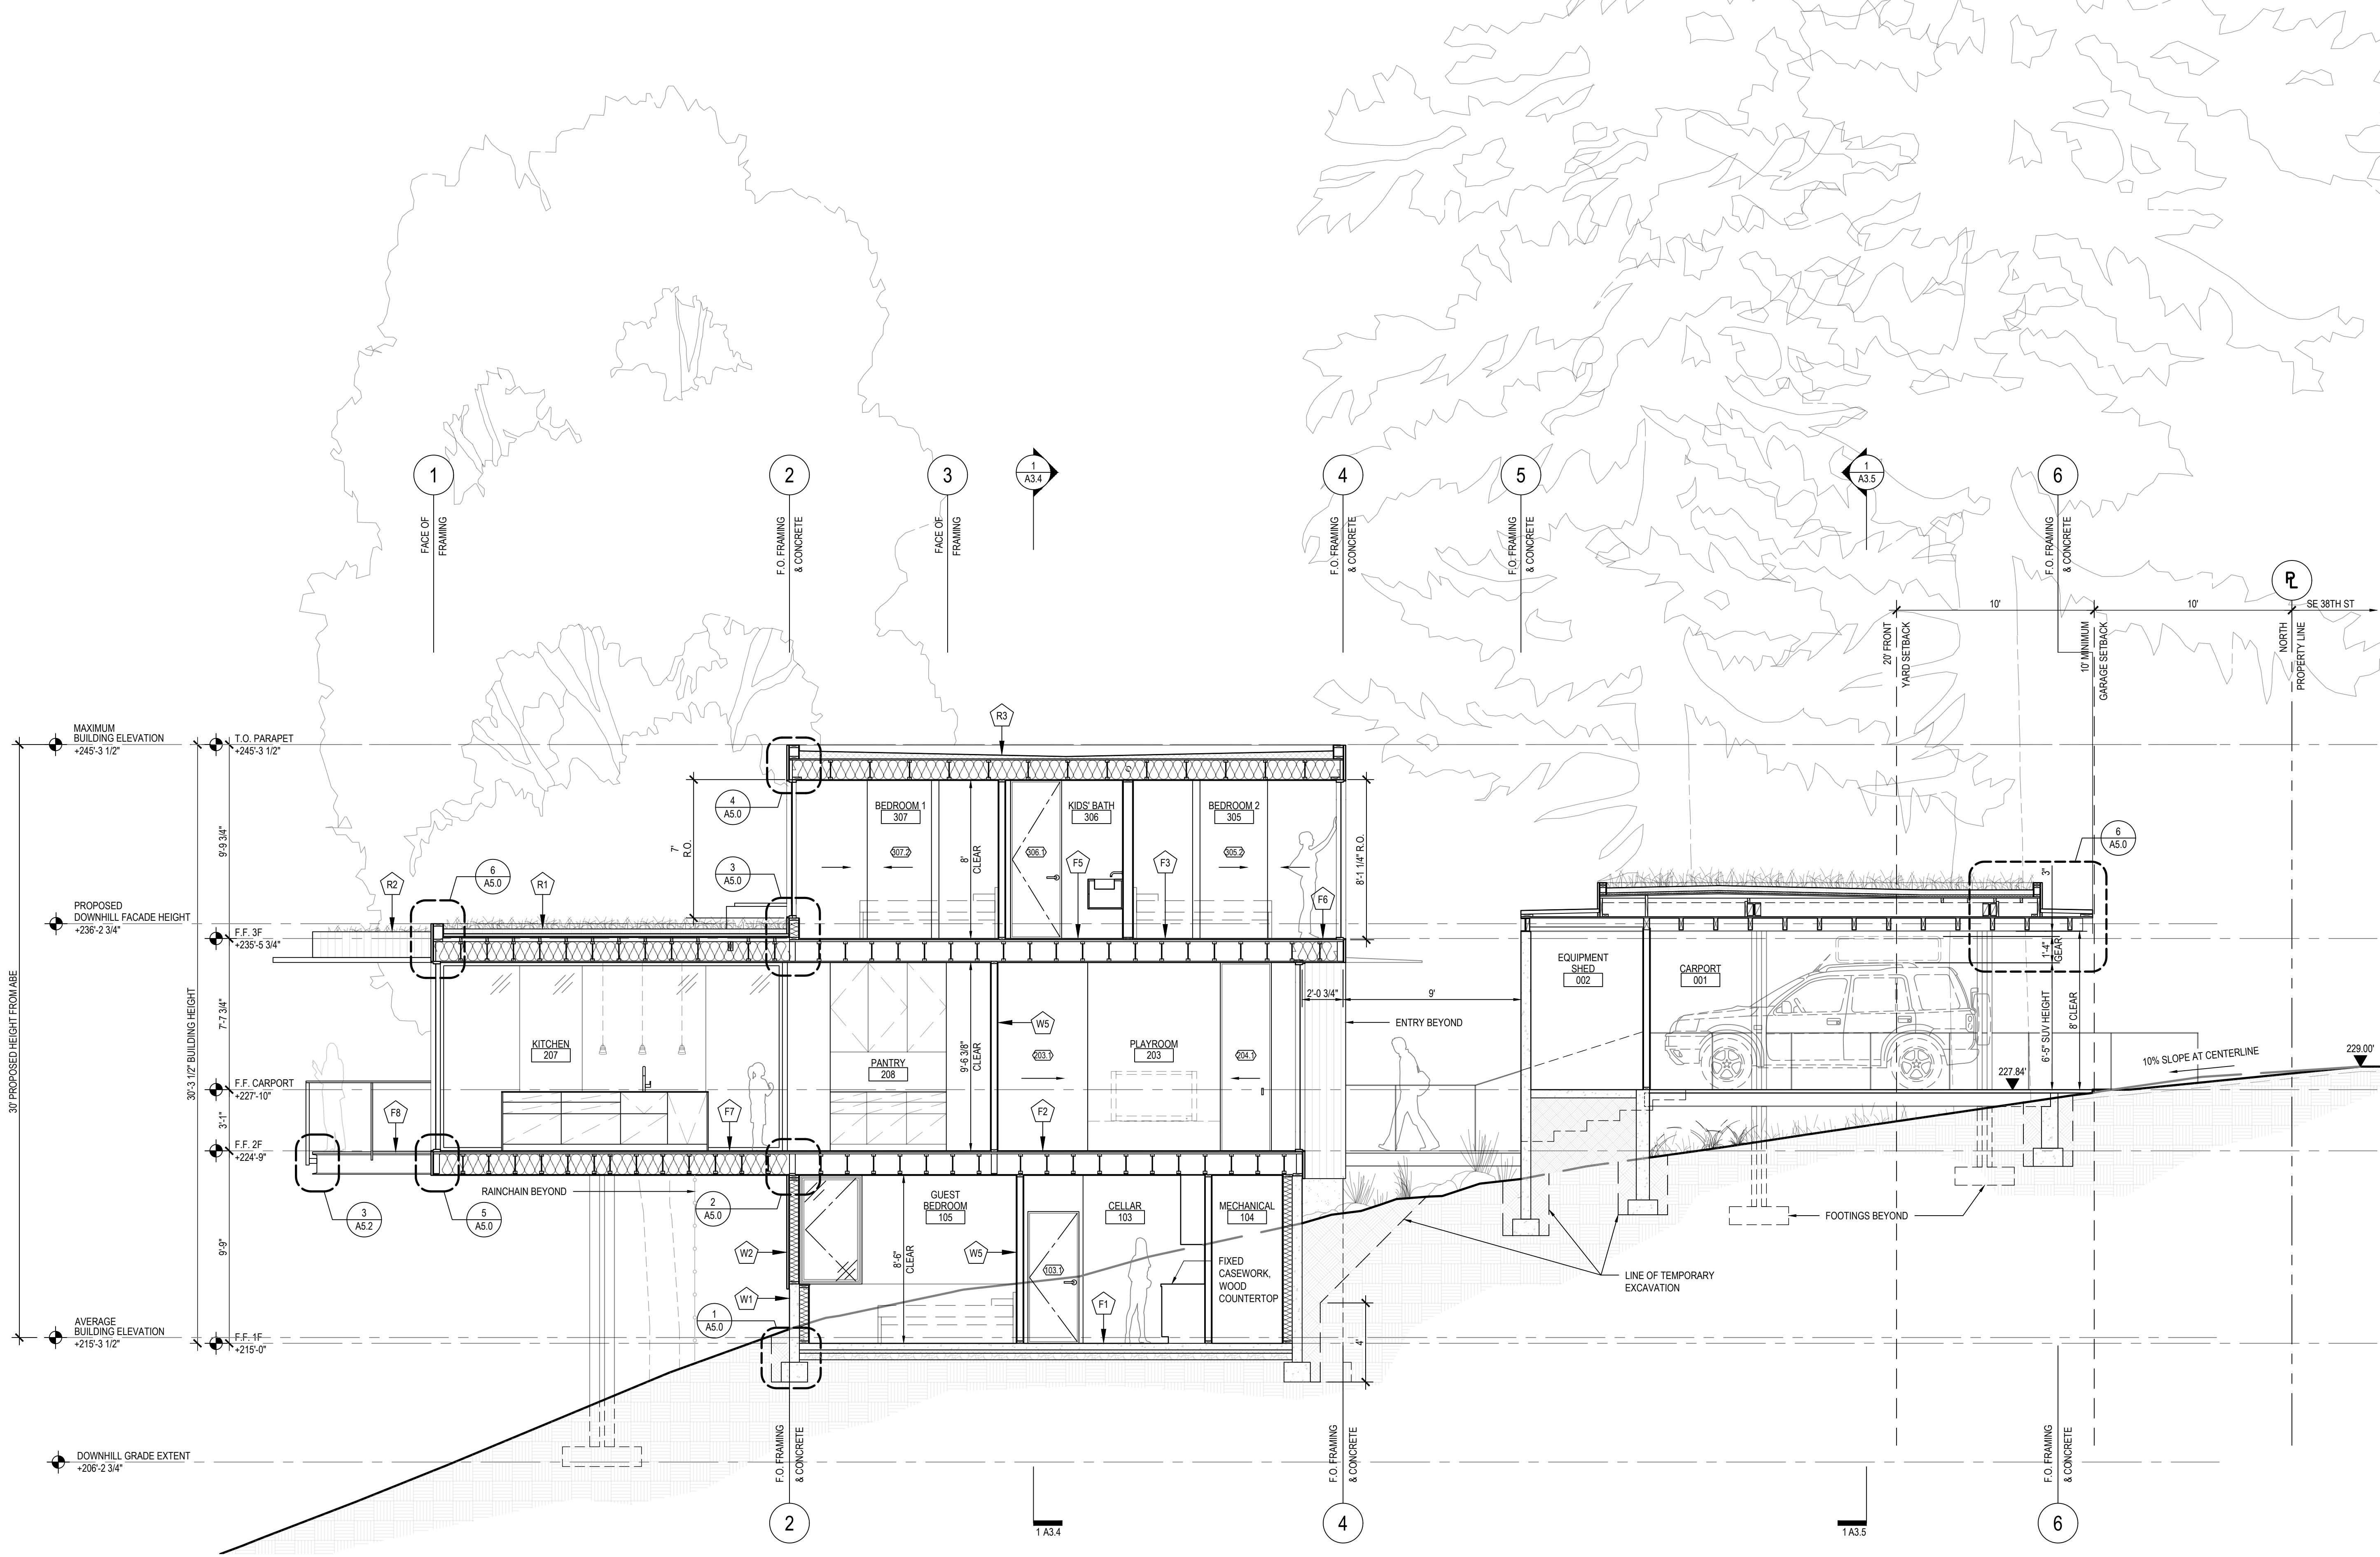 1
2
3
1
A3.4
4
5
1
A3.5
6
FACE OF
FRAMING
F.O. FRAMING
& CONCRETE
FACE OF
FRAMING
F.O. FRAMING
& CONCRETE
F.O. FRAMING
& CONCRETE
F.O. FRAMING
& CONCRETE
PL
10'
10'
SE 38TH ST
20' FRONT
YARD SETBACK
10' MINIMUM
GARAGE SETBACK
NORTH
PROPERTY LINE
MAXIMUM
BUILDING ELEVATION
+245'-3 1/2"
T.O. PARAPET
+245'-3 1/2"
R3
4
A5.0
7'
R.O.
BEDROOM 1
307
KIDS' BATH
306
BEDROOM 2
305
9'-9 3/4"
307.2
8'
CLEAR
306.1
F5
F3
305.2
8'-1 1/4" R.O.
6
A5.0
3
A5.0
R2
6
A5.0
R1
F6
3"
PROPOSED
DOWNHILL FACADE HEIGHT
+236'-2 3/4"
F.F. 3F
+235'-5 3/4"
30' PROPOSED HEIGHT FROM ABE
30'-3 1/2" BUILDING HEIGHT
7'-7 3/4"
EQUIPMENT
SHED
002
CARPORT
001
1'-4"
GEAR
2'-0 3/4"
9'
6'-5" SUV HEIGHT
8' CLEAR
KITCHEN
207
PANTRY
208
9'-6 3/8"
CLEAR
W5
203.1
PLAYROOM
203
204.1
ENTRY BEYOND
10% SLOPE AT CENTERLINE
229.00'
227.84'
F.F. CARPORT
+227'-10"
3'-1"
F8
F7
F2
F.F. 2F
+224'-9"
RAINCHAIN BEYOND
3
A5.2
5
A5.0
2
A5.0
GUEST
BEDROOM
105
CELLAR
103
MECHANICAL
104
FOOTINGS BEYOND
9'-9"
W2
8'-6"
CLEAR
W5
103.1
FIXED
CASEWORK,
WOOD
COUNTERTOP
LINE OF TEMPORARY
EXCAVATION
W1
1
A5.0
F1
4'
AVERAGE
BUILDING ELEVATION
+215'-3 1/2"
F.F. 1F
+215'-0"
DOWNHILL GRADE EXTENT
+206'-2 3/4"
F.O. FRAMING
& CONCRETE
F.O. FRAMING
& CONCRETE
F.O. FRAMING
& CONCRETE
2
1 A3.4
4
1 A3.5
6